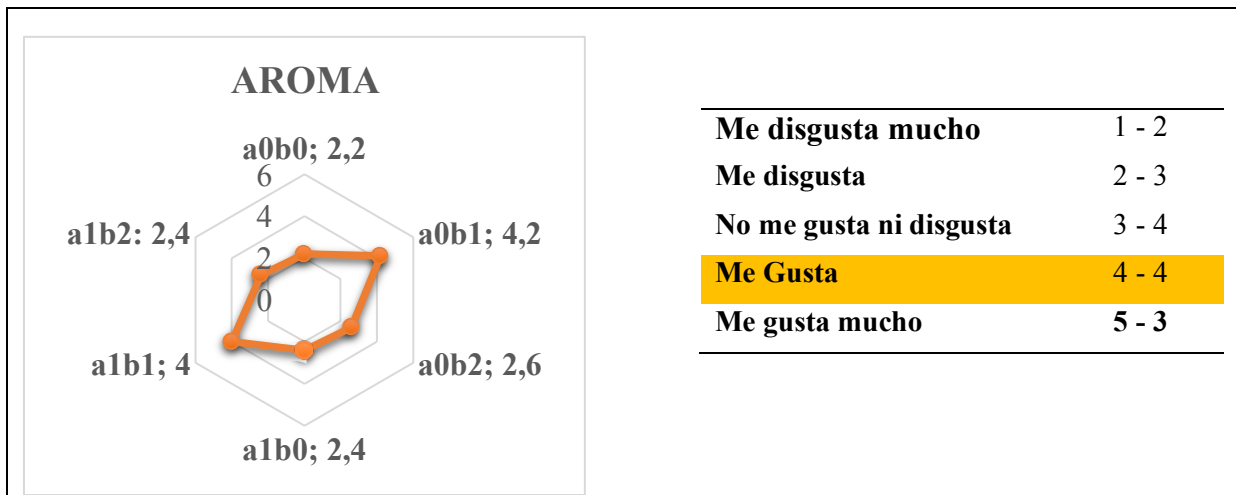 AROMA
a0b0; 2,2
6
4
2
0
a0b1; 4,2
a0b2; 2,6
a1b0; 2,4
a1b1; 4
a1b2: 2,4
Me disgusta mucho 1 - 2
Me disgusta 2 - 3
No me gusta ni disgusta 3 - 4
Me Gusta 4 - 4
Me gusta mucho 5 - 3